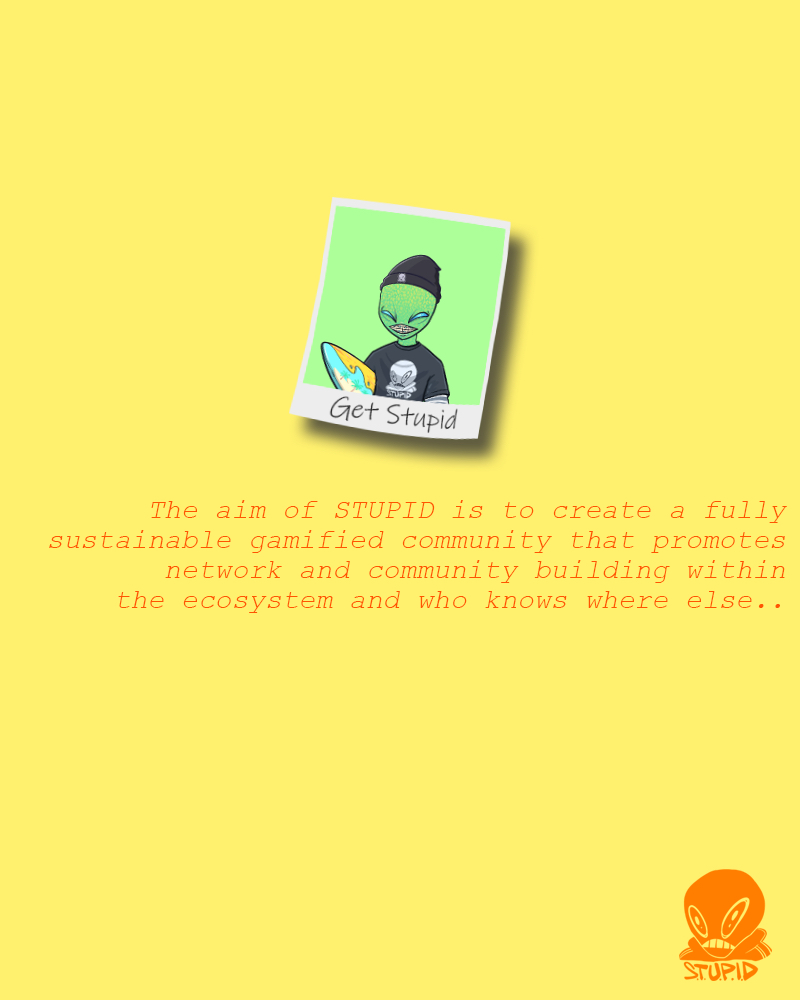 STUPID
Get Stupid
The aim of STUPID is to create a fully
sustainable gamified community that promotes
network and community building within
the ecosystem and who knows where else..
S.T.U.P.I.D